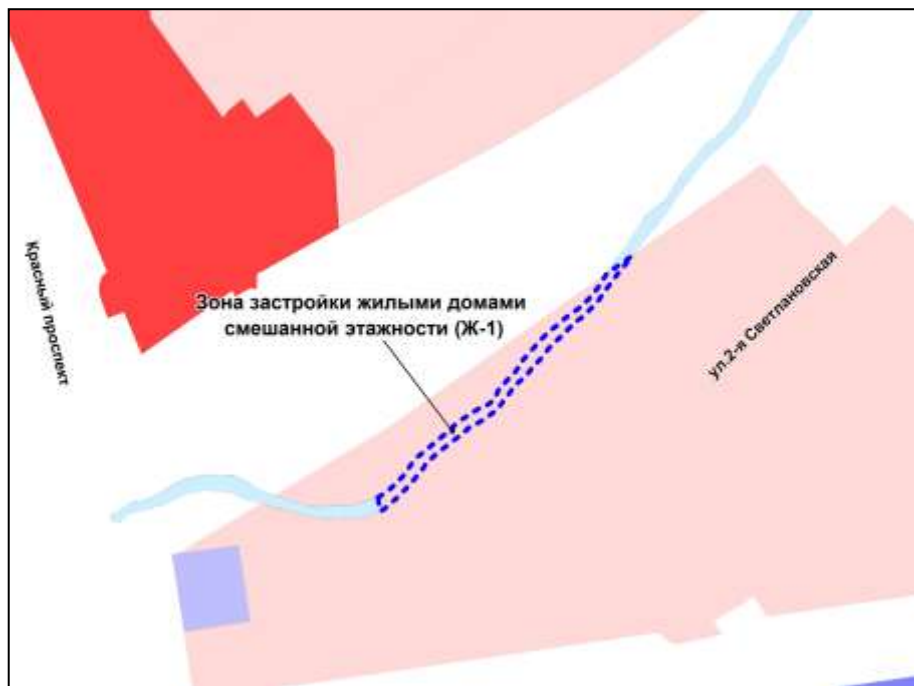 Красный проспект
Зона застройки жилыми домами
смешанной этажности (Ж-1)
ул.2-я Светлановская